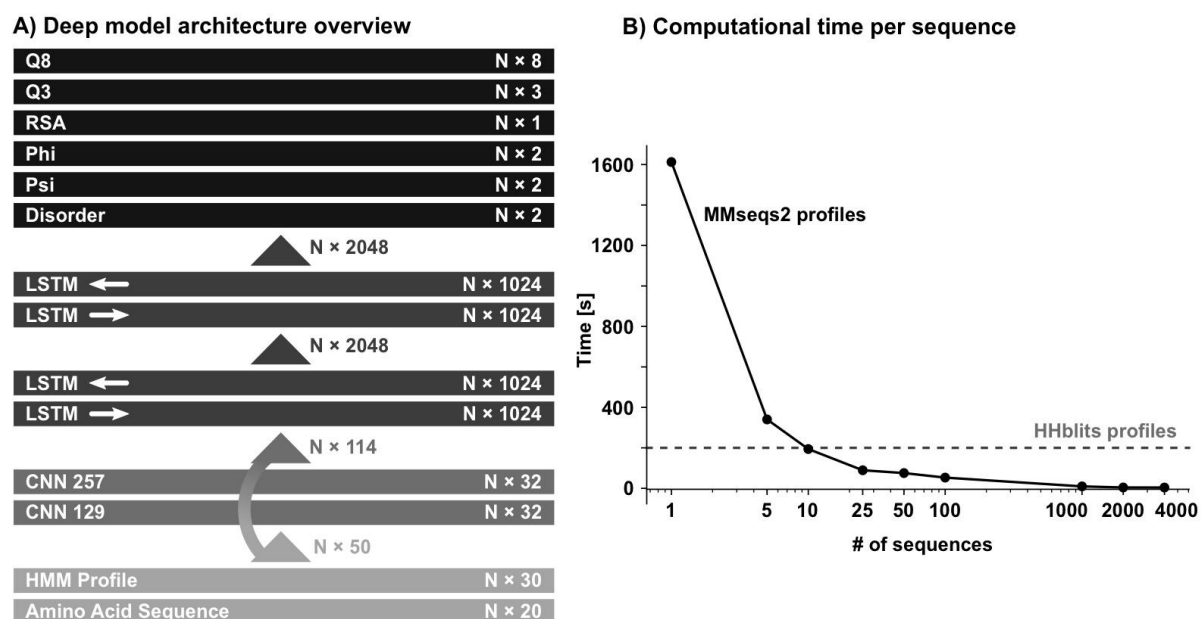 A) Deep model architecture overview
Q8 N × 8
Q3 N × 3
RSA N × 1
Phi N × 2
Psi N × 2
Disorder N × 2
N × 2048
LSTM N × 1024
LSTM N × 1024
N × 2048
LSTM N × 1024
LSTM N × 1024
N × 114
CNN 257 N × 32
CNN 129 N × 32
N × 50
HMM Profile N × 30
Amino Acid Sequence N × 20
B) Computational time per sequence
Time [s]
1600
1200
800
400
0
MMseqs2 profiles
HHblits profiles
1 5 10 25 50 100 1000 2000 4000
# of sequences